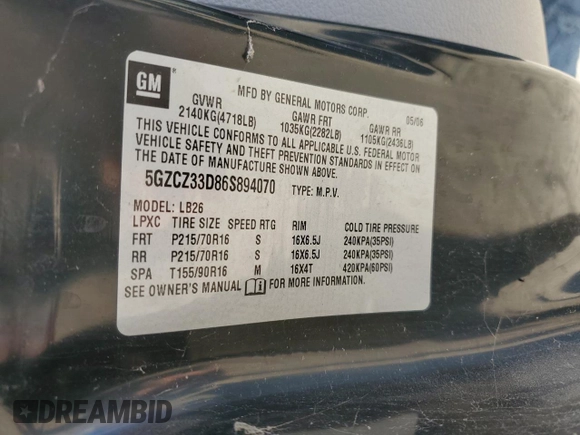 GM
MFD BY GENERAL MOTORS CORP. 05/06
GVWR GAWR FRT GAWR RR
2140KG(4718LB) 1035KG(2282LB) 1105KG(2436LB)
THIS VEHICLE CONFORMS TO ALL APPLICABLE U.S. FEDERAL MOTOR
VEHICLE SAFETY AND THEFT PREVENTION STANDARDS IN EFFECT ON
THE DATE OF MANUFACTURE SHOWN ABOVE.
5GZCZ33D86S894070 TYPE: M.P.V.
MODEL: LB26
LPXC TIRE SIZE SPEED RTG RIM COLD TIRE PRESSURE
FRT P215/70R16 S 16X6.5J 240KPA(35PSI)
RR P215/70R16 S 16X6.5J 240KPA(35PSI)
SPA T155/90R16 M 16X4T 420KPA(60PSI)
SEE OWNER'S MANUAL FOR MORE INFORMATION.
DREAMBID